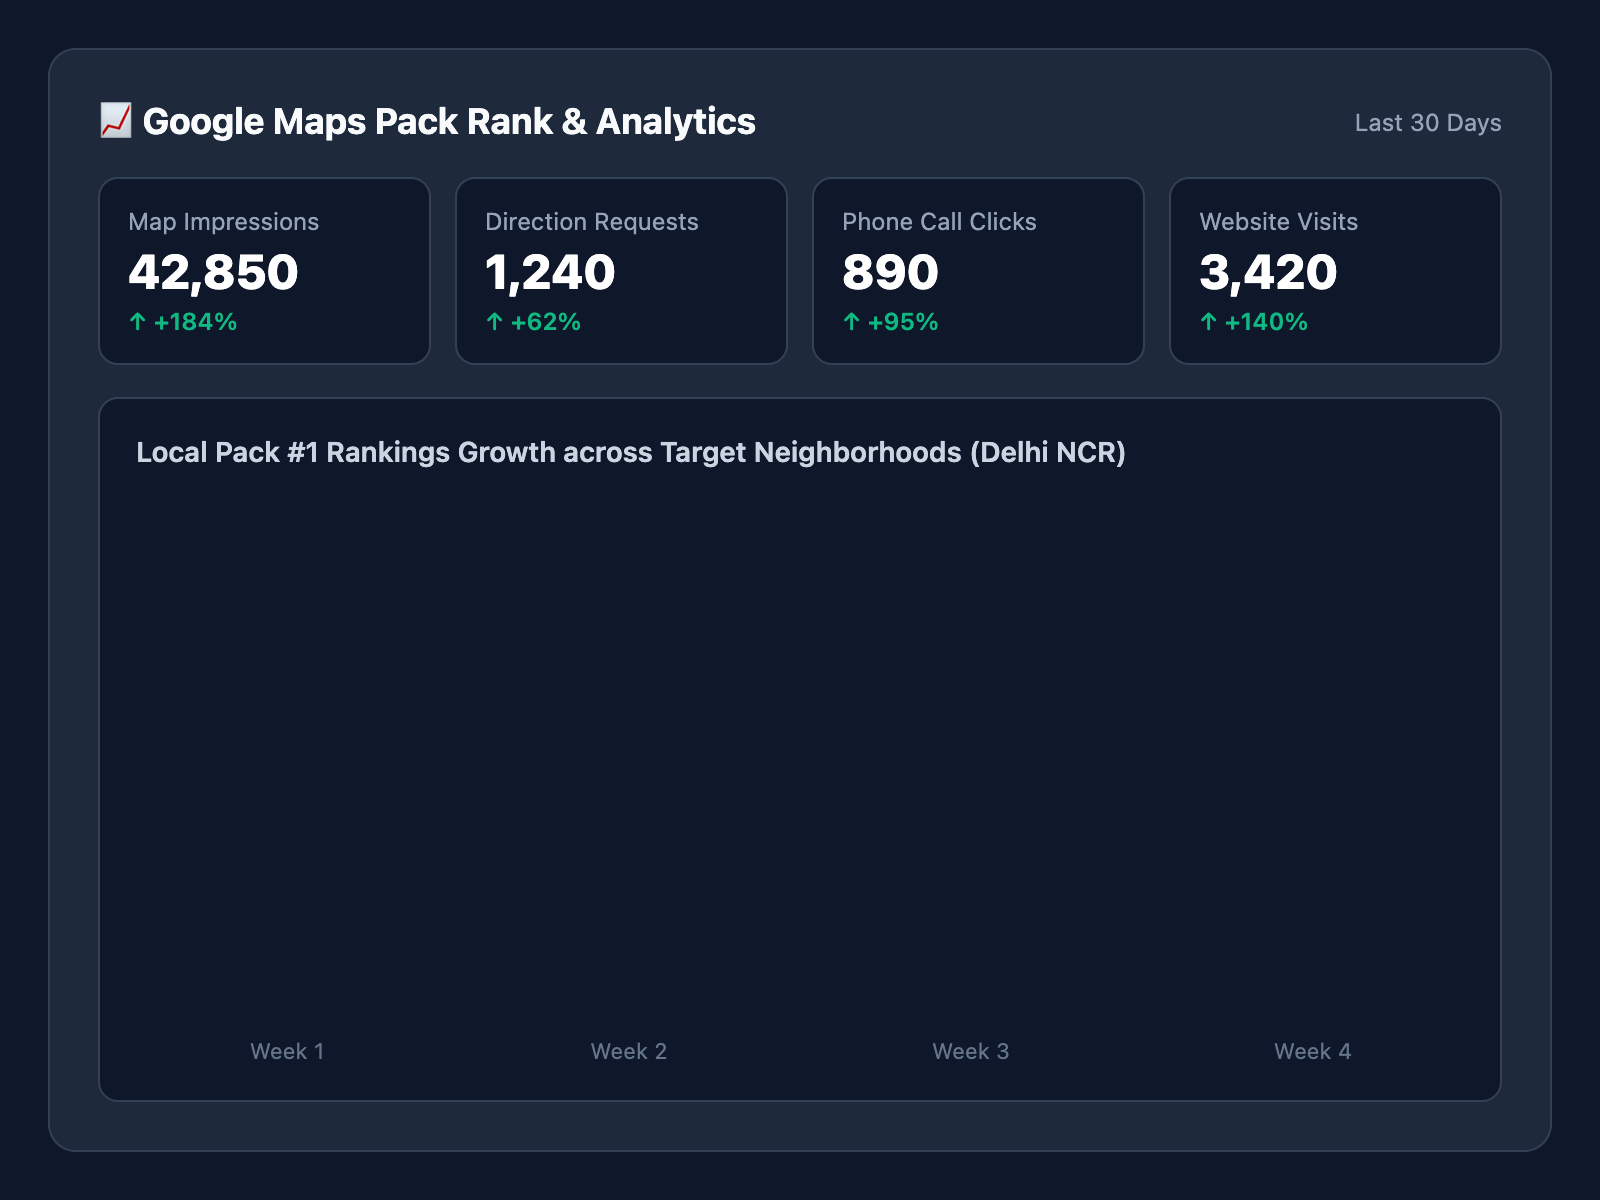 📈 Google Maps Pack Rank & Analytics
Last 30 Days
Map Impressions
42,850
↑ +184%
Direction Requests
1,240
↑ +62%
Phone Call Clicks
890
↑ +95%
Website Visits
3,420
↑ +140%
Local Pack #1 Rankings Growth across Target Neighborhoods (Delhi NCR)
Week 1
Week 2
Week 3
Week 4